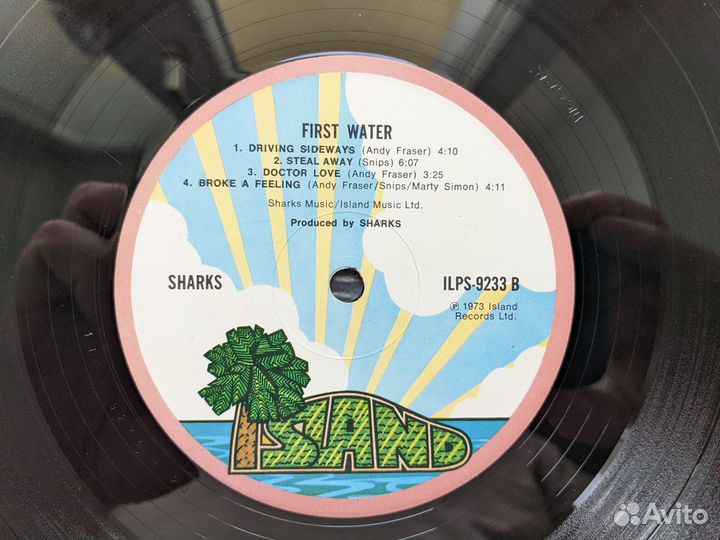 FIRST WATER
1. DRIVING SIDEWAYS (Andy Fraser) 4:10
2. STEAL AWAY (Snips) 6:07
3. DOCTOR LOVE (Andy Fraser) 3:25
4. BROKE A FEELING (Andy Fraser/Snips/Marty Simon) 4:11
Sharks Music/Island Music Ltd.
Produced by SHARKS
SHARKS
ILPS-9233 B
℗ 1973 Island
Records Ltd.
ISLAND
Avito